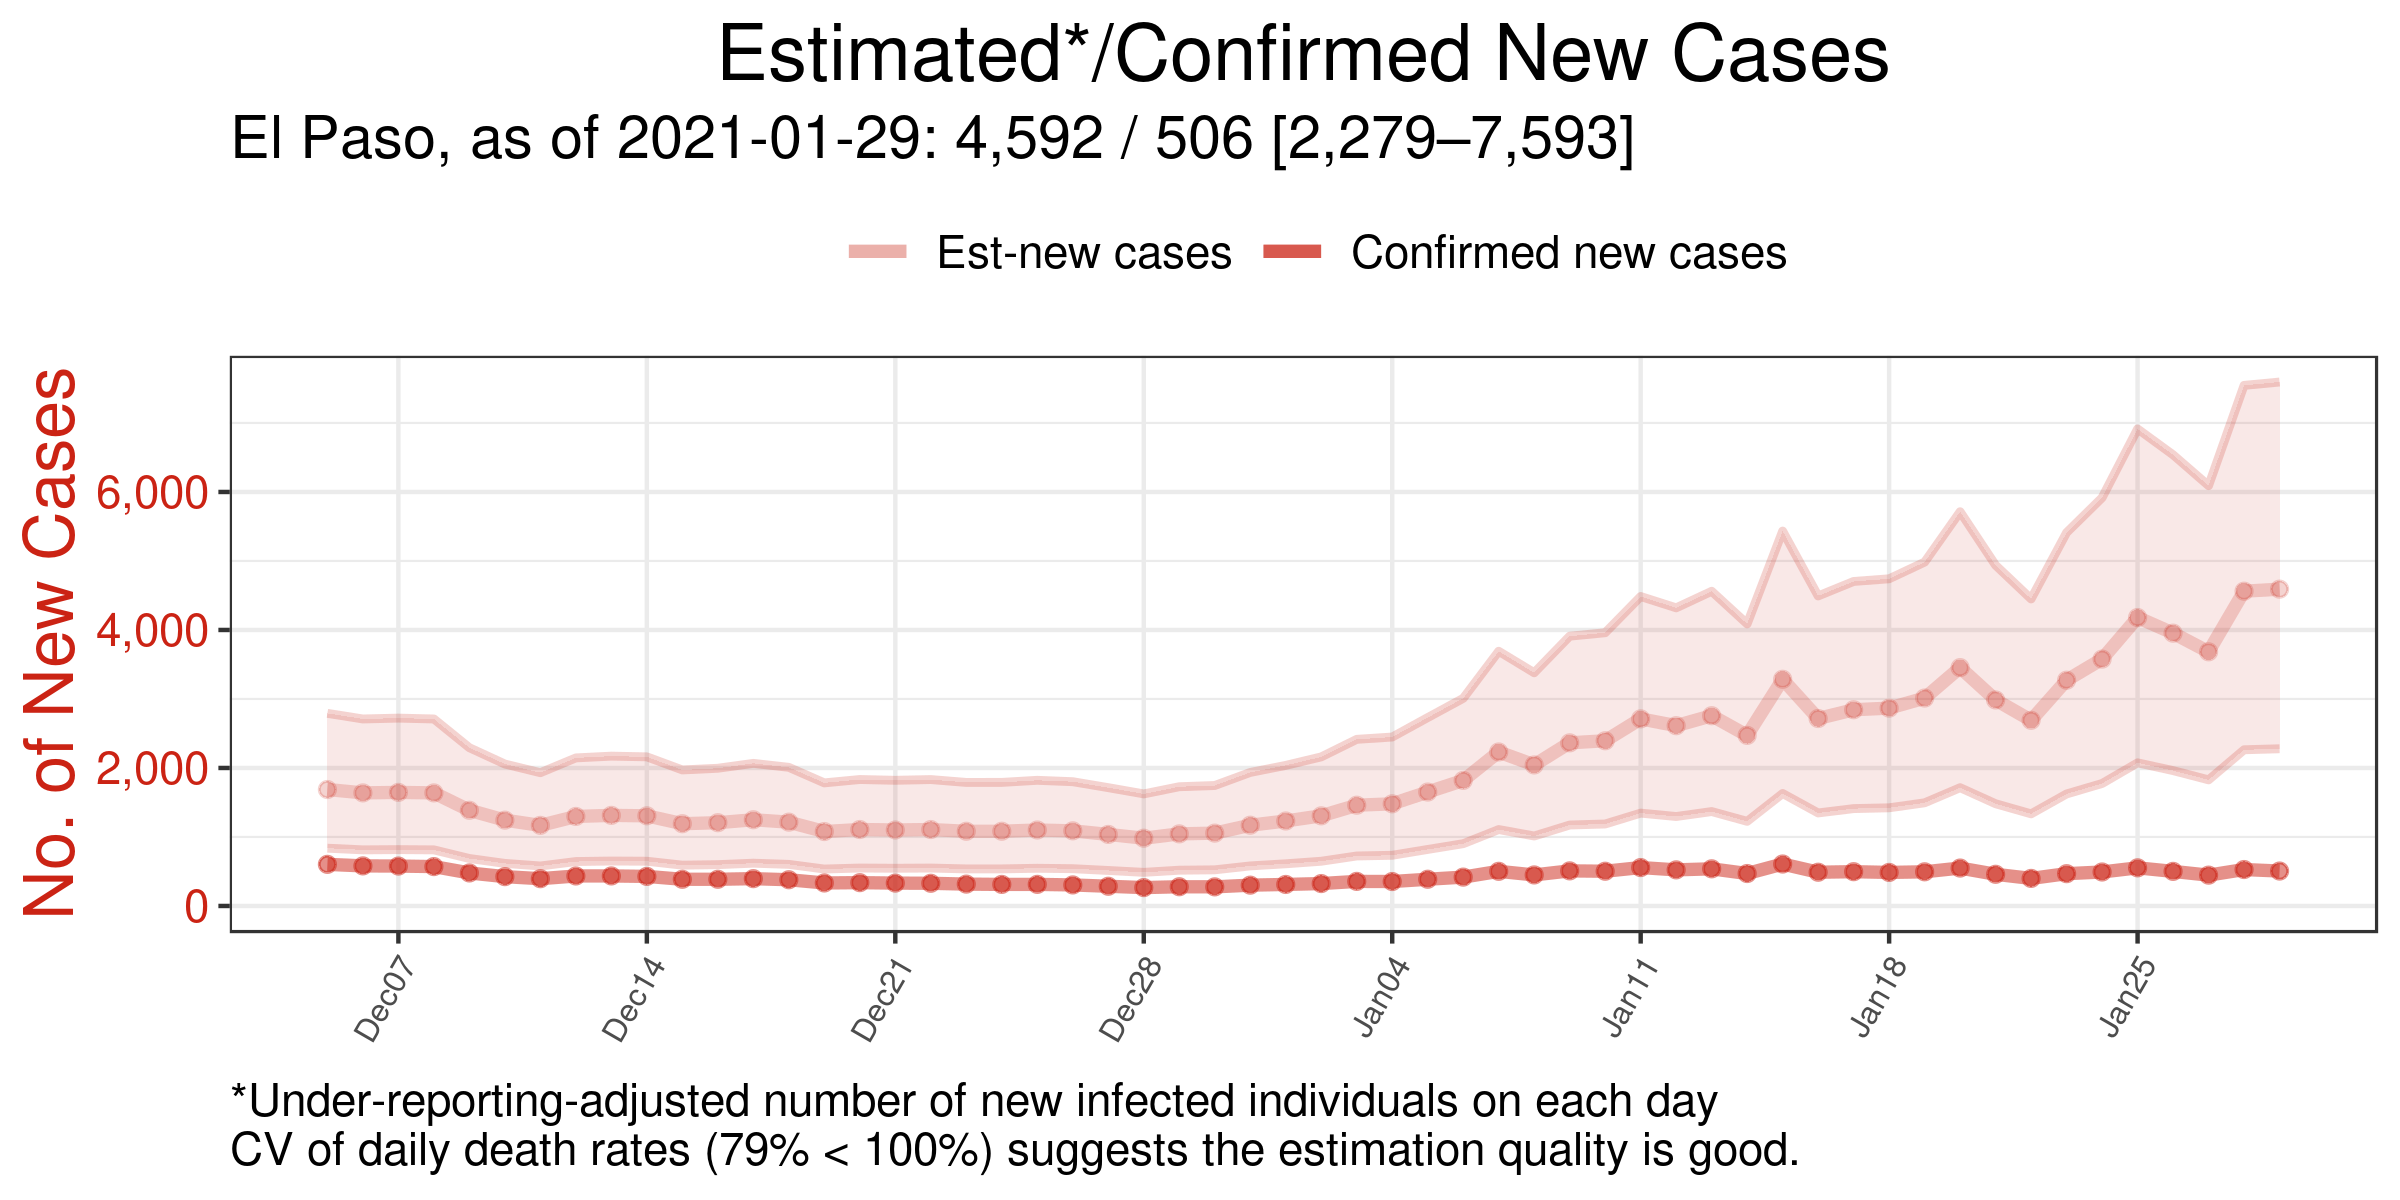 Estimated*/Confirmed New Cases
El Paso, as of 2021-01-29: 4,592 / 506 [2,279–7,593]
Est-new cases
Confirmed new cases
No. of New Cases
6,000
4,000
2,000
0
Dec07
Dec14
Dec21
Dec28
Jan04
Jan11
Jan18
Jan25
*Under-reporting-adjusted number of new infected individuals on each day
CV of daily death rates (79% < 100%) suggests the estimation quality is good.